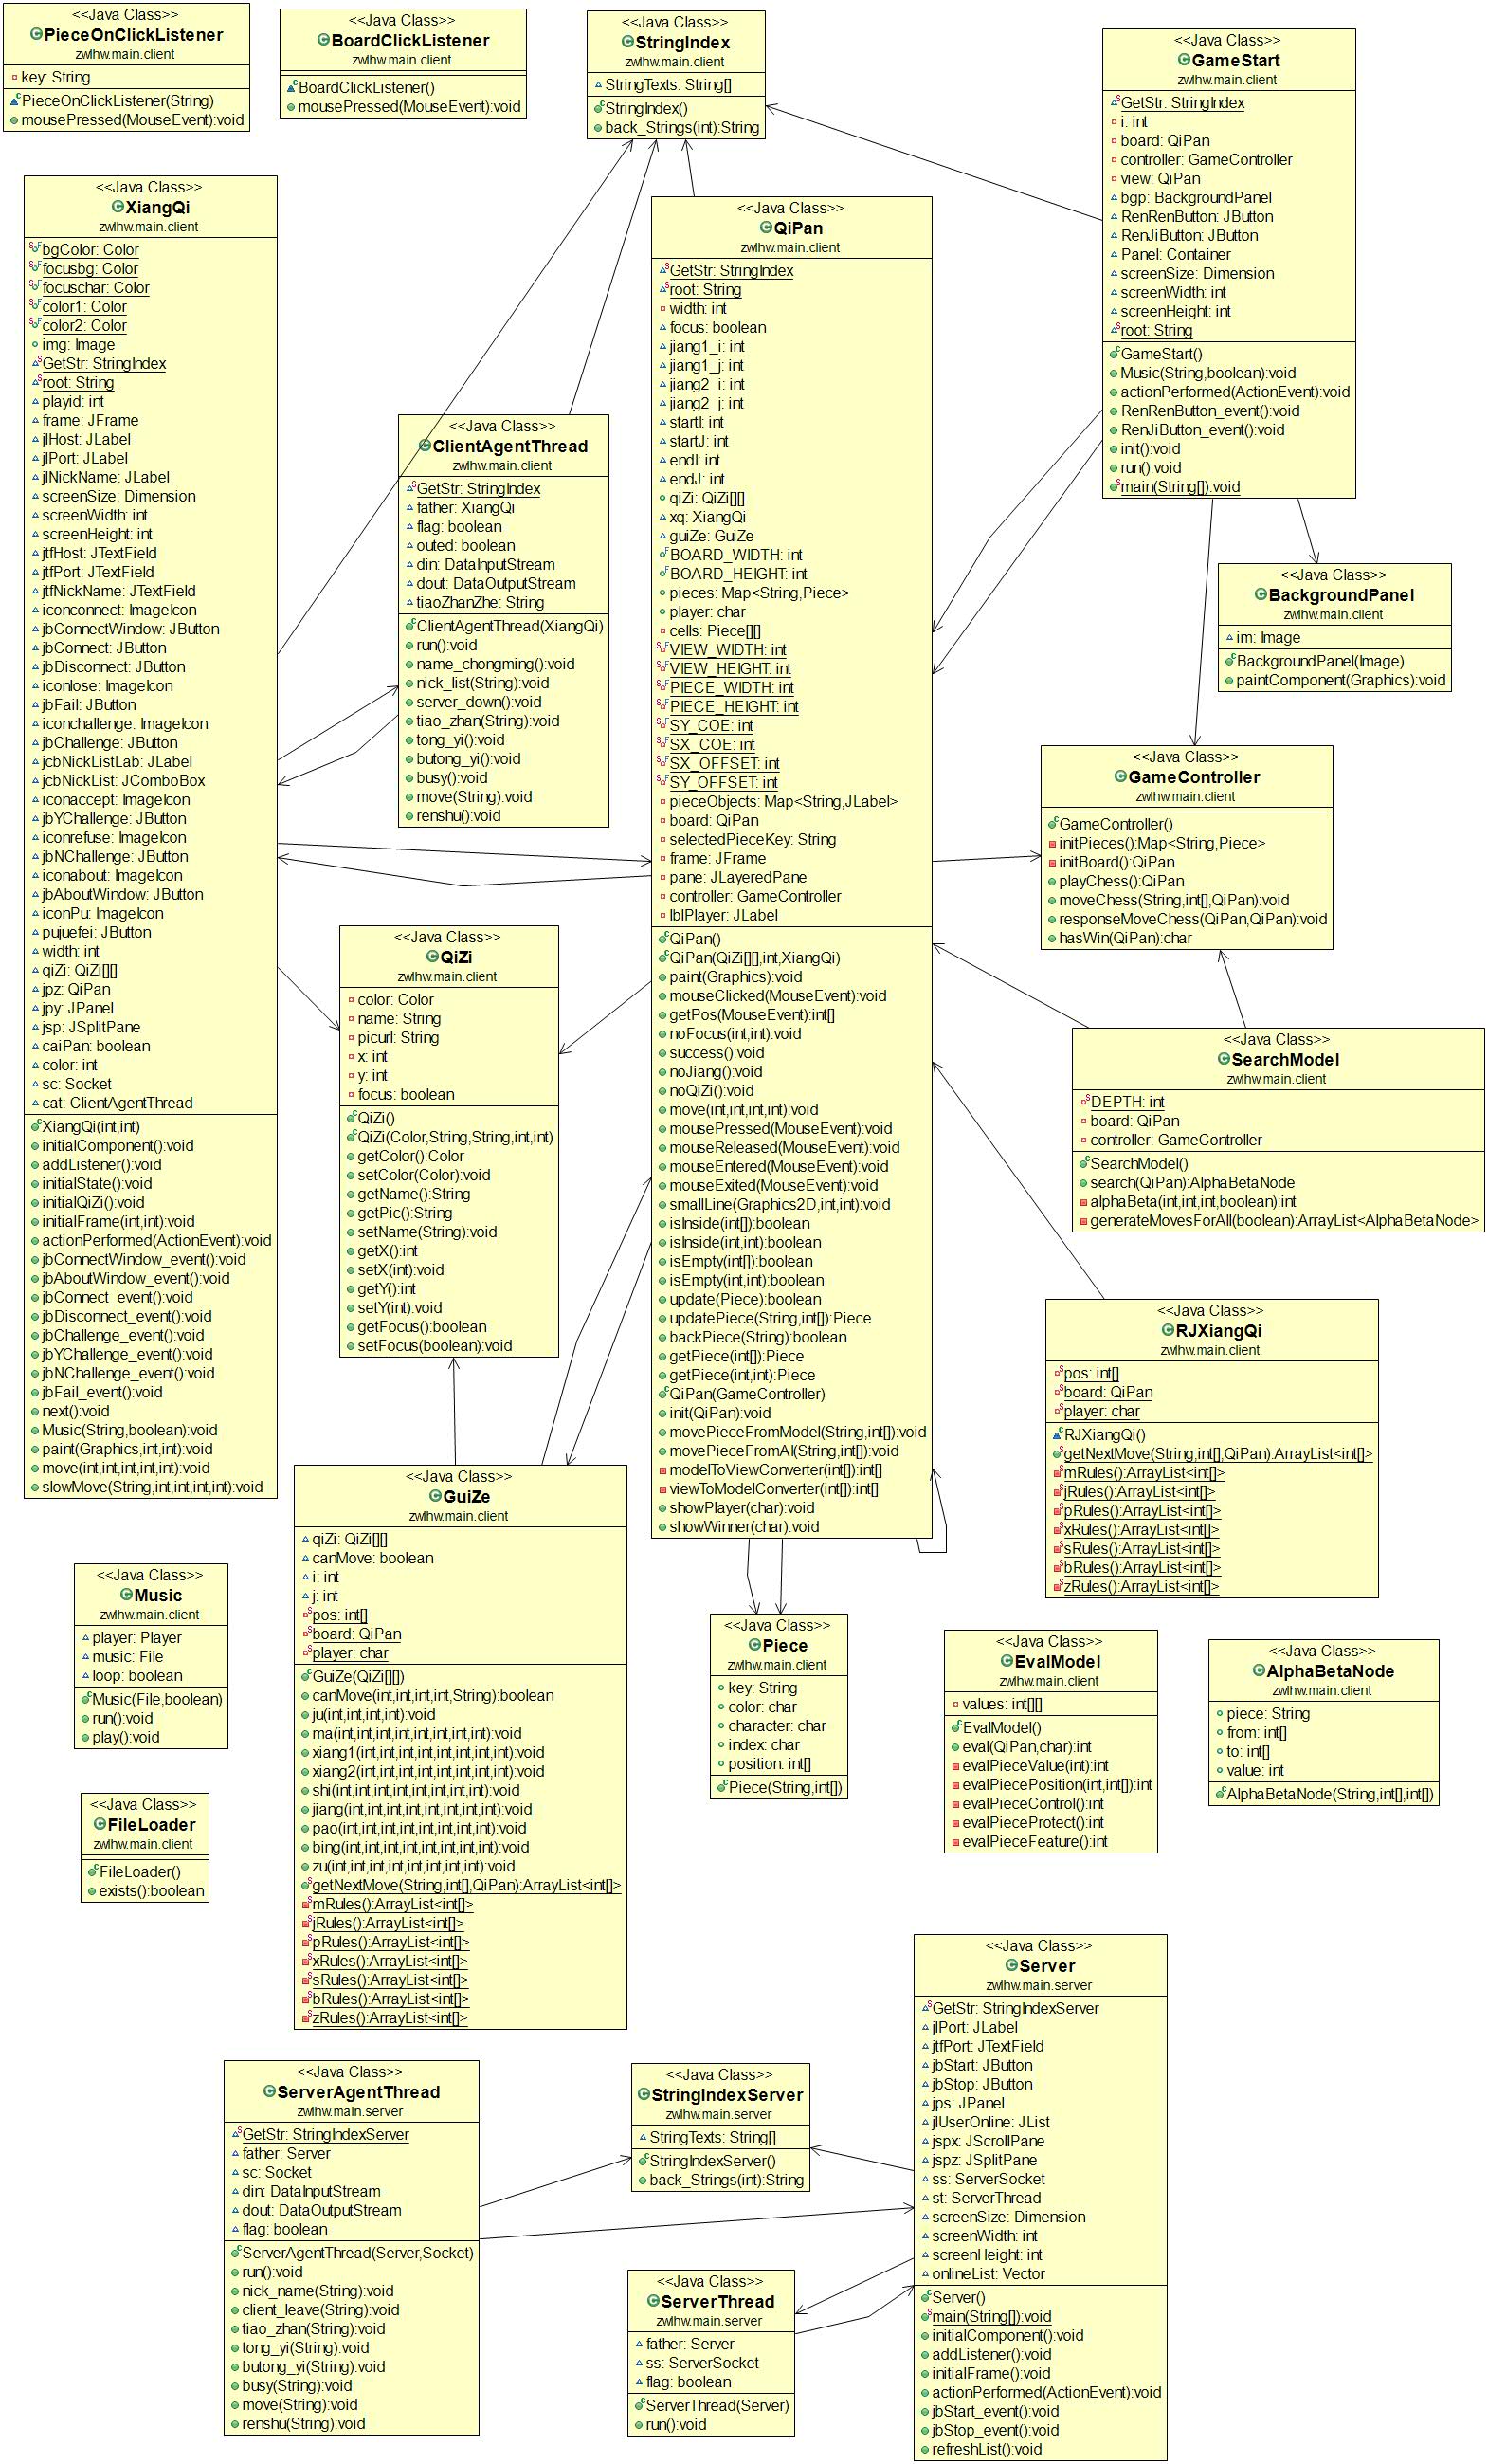 <<Java Class>>
PieceOnClickListener
zwlhw.main.client
key: String
PieceOnClickListener(String)
mousePressed(MouseEvent):void
<<Java Class>>
BoardClickListener
zwlhw.main.client
BoardClickListener()
mousePressed(MouseEvent):void
<<Java Class>>
StringIndex
zwlhw.main.client
StringTexts: String[]
StringIndex()
back_Strings(int):String
<<Java Class>>
GameStart
zwlhw.main.client
GetStr: StringIndex
i: int
board: QiPan
controller: GameController
view: QiPan
bgp: BackgroundPanel
RenRenButton: JButton
RenJiButton: JButton
Panel: Container
screenSize: Dimension
screenWidth: int
screenHeight: int
root: String
GameStart()
Music(String,boolean):void
actionPerformed(ActionEvent):void
RenRenButton_event():void
RenJiButton_event():void
init():void
run():void
main(String[]):void
<<Java Class>>
XiangQi
zwlhw.main.client
bgColor: Color
focusbg: Color
focuschar: Color
color1: Color
color2: Color
img: Image
GetStr: StringIndex
root: String
playid: int
frame: JFrame
jlHost: JLabel
jlPort: JLabel
jlNickName: JLabel
screenSize: Dimension
screenWidth: int
screenHeight: int
jtfHost: JTextField
jtfPort: JTextField
jtfNickName: JTextField
iconconnect: ImageIcon
jbConnectWindow: JButton
jbConnect: JButton
jbDisconnect: JButton
iconlose: ImageIcon
jbFail: JButton
iconchallenge: ImageIcon
jbChallenge: JButton
jcbNickListLab: JLabel
jcbNickList: JComboBox
iconaccept: ImageIcon
jbYChallenge: JButton
iconrefuse: ImageIcon
jbNChallenge: JButton
iconabout: ImageIcon
jbAboutWindow: JButton
iconPu: ImageIcon
pujuefei: JButton
width: int
qiZi: QiZi[][]
jpz: QiPan
jpy: JPanel
jsp: JSplitPane
caiPan: boolean
color: int
sc: Socket
cat: ClientAgentThread
XiangQi(int,int)
initialComponent():void
addListener():void
initialState():void
initialQiZi():void
initialFrame(int,int):void
actionPerformed(ActionEvent):void
jbConnectWindow_event():void
jbAboutWindow_event():void
jbConnect_event():void
jbDisconnect_event():void
jbChallenge_event():void
jbYChallenge_event():void
jbNChallenge_event():void
jbFail_event():void
next():void
Music(String,boolean):void
paint(Graphics,int,int):void
move(int,int,int,int,int):void
slowMove(String,int,int,int,int):void
<<Java Class>>
ClientAgentThread
zwlhw.main.client
GetStr: StringIndex
father: XiangQi
flag: boolean
outed: boolean
din: DataInputStream
dout: DataOutputStream
tiaoZhanZhe: String
ClientAgentThread(XiangQi)
run():void
name_chongming():void
nick_list(String):void
server_down():void
tiao_zhan(String):void
tong_yi():void
butong_yi():void
busy():void
move(String):void
renshu():void
<<Java Class>>
QiPan
zwlhw.main.client
GetStr: StringIndex
root: String
width: int
focus: boolean
jiang1_i: int
jiang1_j: int
jiang2_i: int
jiang2_j: int
startI: int
startJ: int
endI: int
endJ: int
qiZi: QiZi[][]
xq: XiangQi
guiZe: GuiZe
BOARD_WIDTH: int
BOARD_HEIGHT: int
pieces: Map<String,Piece>
player: char
cells: Piece[][]
VIEW_WIDTH: int
VIEW_HEIGHT: int
PIECE_WIDTH: int
PIECE_HEIGHT: int
SY_COE: int
SX_COE: int
SX_OFFSET: int
SY_OFFSET: int
pieceObjects: Map<String,JLabel>
board: QiPan
selectedPieceKey: String
frame: JFrame
pane: JLayeredPane
controller: GameController
lblPlayer: JLabel
QiPan()
QiPan(QiZi[][],int,XiangQi)
paint(Graphics):void
mouseClicked(MouseEvent):void
getPos(MouseEvent):int[]
noFocus(int,int):void
success():void
noJiang():void
noQiZi():void
move(int,int,int,int):void
mousePressed(MouseEvent):void
mouseReleased(MouseEvent):void
mouseEntered(MouseEvent):void
mouseExited(MouseEvent):void
smallLine(Graphics2D,int,int):void
isInside(int[]):boolean
isInside(int,int):boolean
isEmpty(int[]):boolean
isEmpty(int,int):boolean
update(Piece):boolean
updatePiece(String,int[]):Piece
backPiece(String):boolean
getPiece(int[]):Piece
getPiece(int,int):Piece
QiPan(GameController)
init(QiPan):void
movePieceFromModel(String,int[]):void
movePieceFromAI(String,int[]):void
modelToViewConverter(int[]):int[]
viewToModelConverter(int[]):int[]
showPlayer(char):void
showWinner(char):void
<<Java Class>>
BackgroundPanel
zwlhw.main.client
im: Image
BackgroundPanel(Image)
paintComponent(Graphics):void
<<Java Class>>
GameController
zwlhw.main.client
GameController()
initPieces():Map<String,Piece>
initBoard():QiPan
playChess():QiPan
moveChess(String,int[],QiPan):void
responseMoveChess(QiPan,QiPan):void
hasWin(QiPan):char
<<Java Class>>
QiZi
zwlhw.main.client
color: Color
name: String
picurl: String
x: int
y: int
focus: boolean
QiZi()
QiZi(Color,String,String,int,int)
getColor():Color
setColor(Color):void
getName():String
getPic():String
setName(String):void
getX():int
setX(int):void
getY():int
setY(int):void
getFocus():boolean
setFocus(boolean):void
<<Java Class>>
SearchModel
zwlhw.main.client
DEPTH: int
board: QiPan
controller: GameController
SearchModel()
search(QiPan):AlphaBetaNode
alphaBeta(int,int,int,boolean):int
generateMovesForAll(boolean):ArrayList<AlphaBetaNode>
<<Java Class>>
RJXiangQi
zwlhw.main.client
pos: int[]
board: QiPan
player: char
RJXiangQi()
getNextMove(String,int[],QiPan):ArrayList<int[]>
mRules():ArrayList<int[]>
jRules():ArrayList<int[]>
pRules():ArrayList<int[]>
xRules():ArrayList<int[]>
sRules():ArrayList<int[]>
bRules():ArrayList<int[]>
zRules():ArrayList<int[]>
<<Java Class>>
GuiZe
zwlhw.main.client
qiZi: QiZi[][]
canMove: boolean
i: int
j: int
pos: int[]
board: QiPan
player: char
GuiZe(QiZi[][])
canMove(int,int,int,int,String):boolean
ju(int,int,int,int):void
ma(int,int,int,int,int,int,int,int):void
xiang1(int,int,int,int,int,int,int,int):void
xiang2(int,int,int,int,int,int,int,int):void
shi(int,int,int,int,int,int,int,int):void
jiang(int,int,int,int,int,int,int,int):void
pao(int,int,int,int,int,int,int,int):void
bing(int,int,int,int,int,int,int,int):void
zu(int,int,int,int,int,int,int,int):void
getNextMove(String,int[],QiPan):ArrayList<int[]>
mRules():ArrayList<int[]>
jRules():ArrayList<int[]>
pRules():ArrayList<int[]>
xRules():ArrayList<int[]>
sRules():ArrayList<int[]>
bRules():ArrayList<int[]>
zRules():ArrayList<int[]>
<<Java Class>>
Music
zwlhw.main.client
player: Player
music: File
loop: boolean
Music(File,boolean)
run():void
play():void
<<Java Class>>
Piece
zwlhw.main.client
key: String
color: char
character: char
index: char
position: int[]
Piece(String,int[])
<<Java Class>>
EvalModel
zwlhw.main.client
values: int[][]
EvalModel()
eval(QiPan,char):int
evalPieceValue(int):int
evalPiecePosition(int,int[]):int
evalPieceControl():int
evalPieceProtect():int
evalPieceFeature():int
<<Java Class>>
AlphaBetaNode
zwlhw.main.client
piece: String
from: int[]
to: int[]
value: int
AlphaBetaNode(String,int[],int[])
<<Java Class>>
FileLoader
zwlhw.main.client
FileLoader()
exists():boolean
<<Java Class>>
Server
zwlhw.main.server
GetStr: StringIndexServer
jlPort: JLabel
jtfPort: JTextField
jbStart: JButton
jbStop: JButton
jps: JPanel
jlUserOnline: JList
jspx: JScrollPane
jspz: JSplitPane
ss: ServerSocket
st: ServerThread
screenSize: Dimension
screenWidth: int
screenHeight: int
onlineList: Vector
Server()
main(String[]):void
initialComponent():void
addListener():void
initialFrame():void
actionPerformed(ActionEvent):void
jbStart_event():void
jbStop_event():void
refreshList():void
<<Java Class>>
ServerAgentThread
zwlhw.main.server
GetStr: StringIndexServer
father: Server
sc: Socket
din: DataInputStream
dout: DataOutputStream
flag: boolean
ServerAgentThread(Server,Socket)
run():void
nick_name(String):void
client_leave(String):void
tiao_zhan(String):void
tong_yi(String):void
butong_yi(String):void
busy(String):void
move(String):void
renshu(String):void
<<Java Class>>
StringIndexServer
zwlhw.main.server
StringTexts: String[]
StringIndexServer()
back_Strings(int):String
<<Java Class>>
ServerThread
zwlhw.main.server
father: Server
ss: ServerSocket
flag: boolean
ServerThread(Server)
run():void